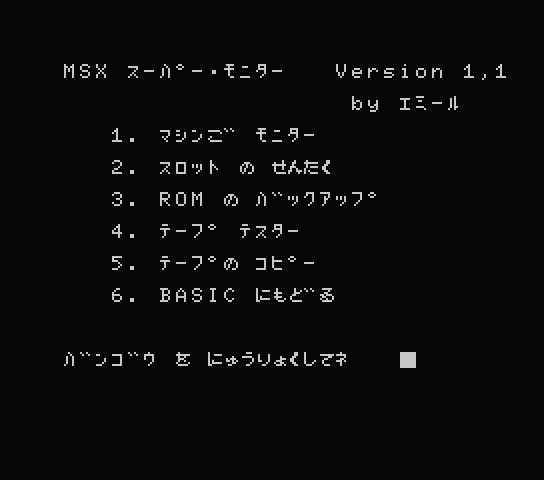 MSX スーパー・モニター Version 1,1
by エミール
1. マシンご モニター
2. スロット の せんたく
3. ROM の バックアップ
4. テープ テスター
5. テープの コピー
6. BASIC にもどる
バンゴウ を にゅうりょくしてネ